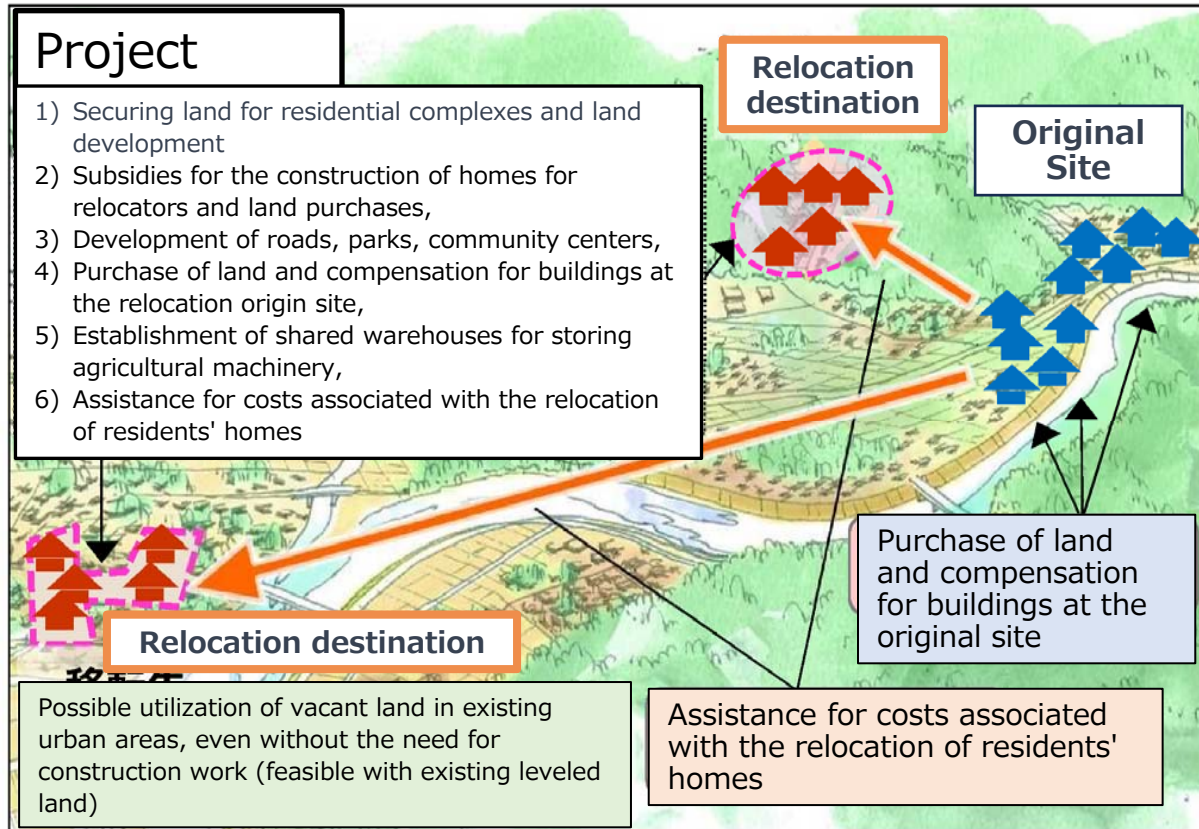 Project
1) Securing land for residential complexes and land
development
2) Subsidies for the construction of homes for
relocators and land purchases,
3) Development of roads, parks, community centers,
4) Purchase of land and compensation for buildings at
the relocation origin site,
5) Establishment of shared warehouses for storing
agricultural machinery,
6) Assistance for costs associated with the relocation
of residents' homes
Relocation
destination
Original
Site
Relocation destination
Purchase of land
and compensation
for buildings at the
original site
Possible utilization of vacant land in existing
urban areas, even without the need for
construction work (feasible with existing leveled
land)
Assistance for costs associated
with the relocation of residents'
homes